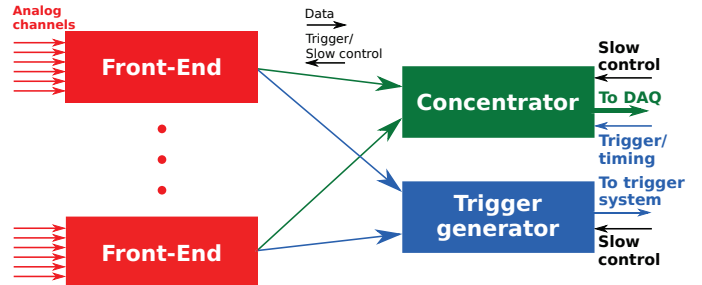 Analog
channels
Front-End
Data
Trigger/
Slow control
Concentrator
Slow
control
To DAQ
Trigger/
timing
Front-End
Trigger
generator
To trigger
system
Slow
control